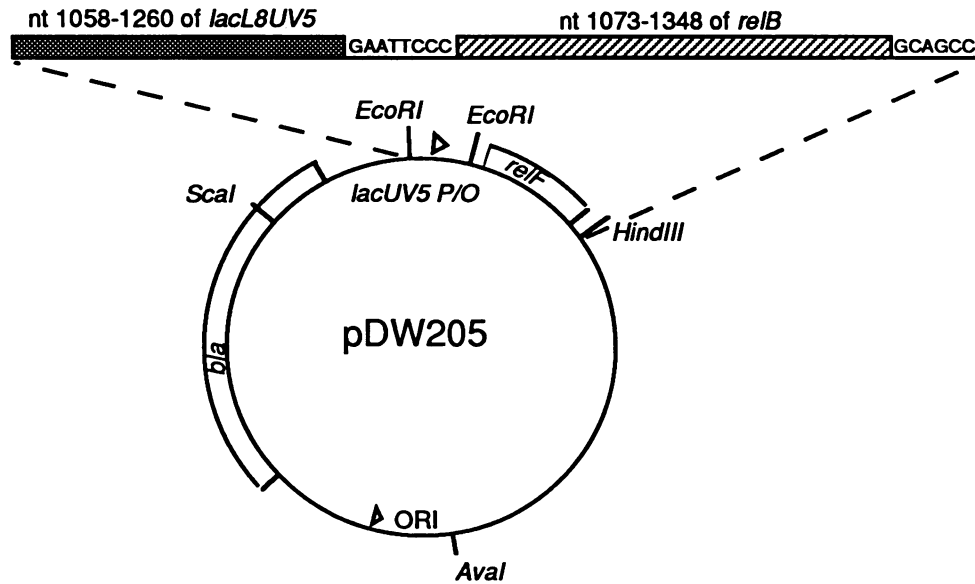 nt 1058-1260 of lacL8UV5
nt 1073-1348 of relB
GAATTCCC
GCAGCC
EcoRI
EcoRI
relF
ScaI
lacUV5 P/O
HindIII
pDW205
bla
ORI
AvaI